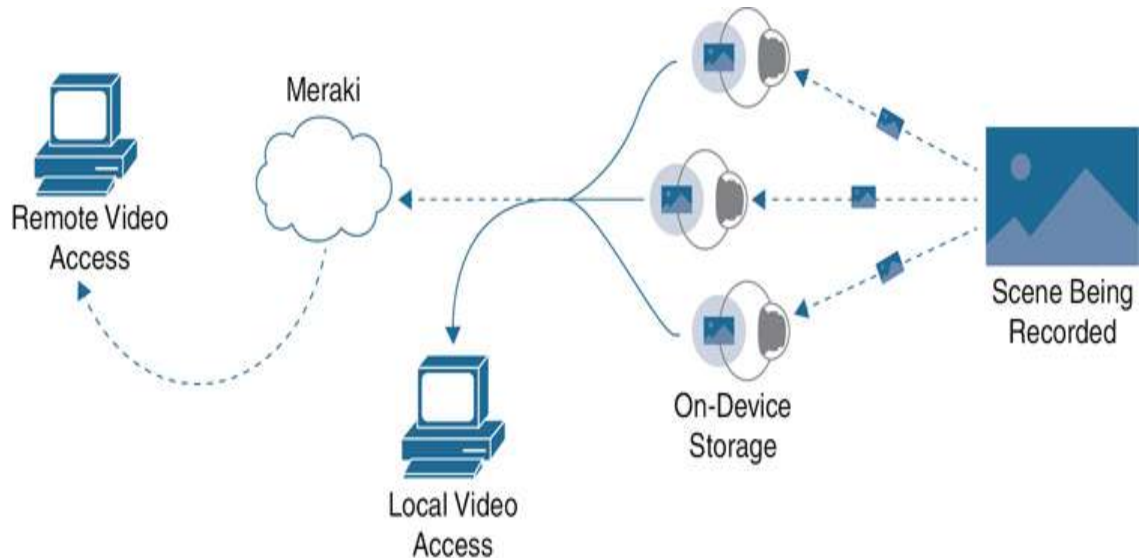 Meraki
Remote Video
Access
Local Video
Access
On-Device
Storage
Scene Being
Recorded